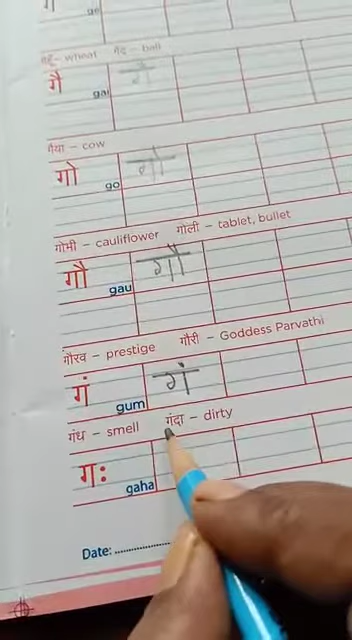 गेहूँ - wheat गेंद - ball
गै गै
gai
गैया - cow
गो गो
go
गोभी - cauliflower गोली - tablet, bullet
गौ गौ
gau
गौरव - prestige गौरी - Goddess Parvathi
गं गं
gum
गंध - smell गंदा - dirty
गः
gaha
Date: